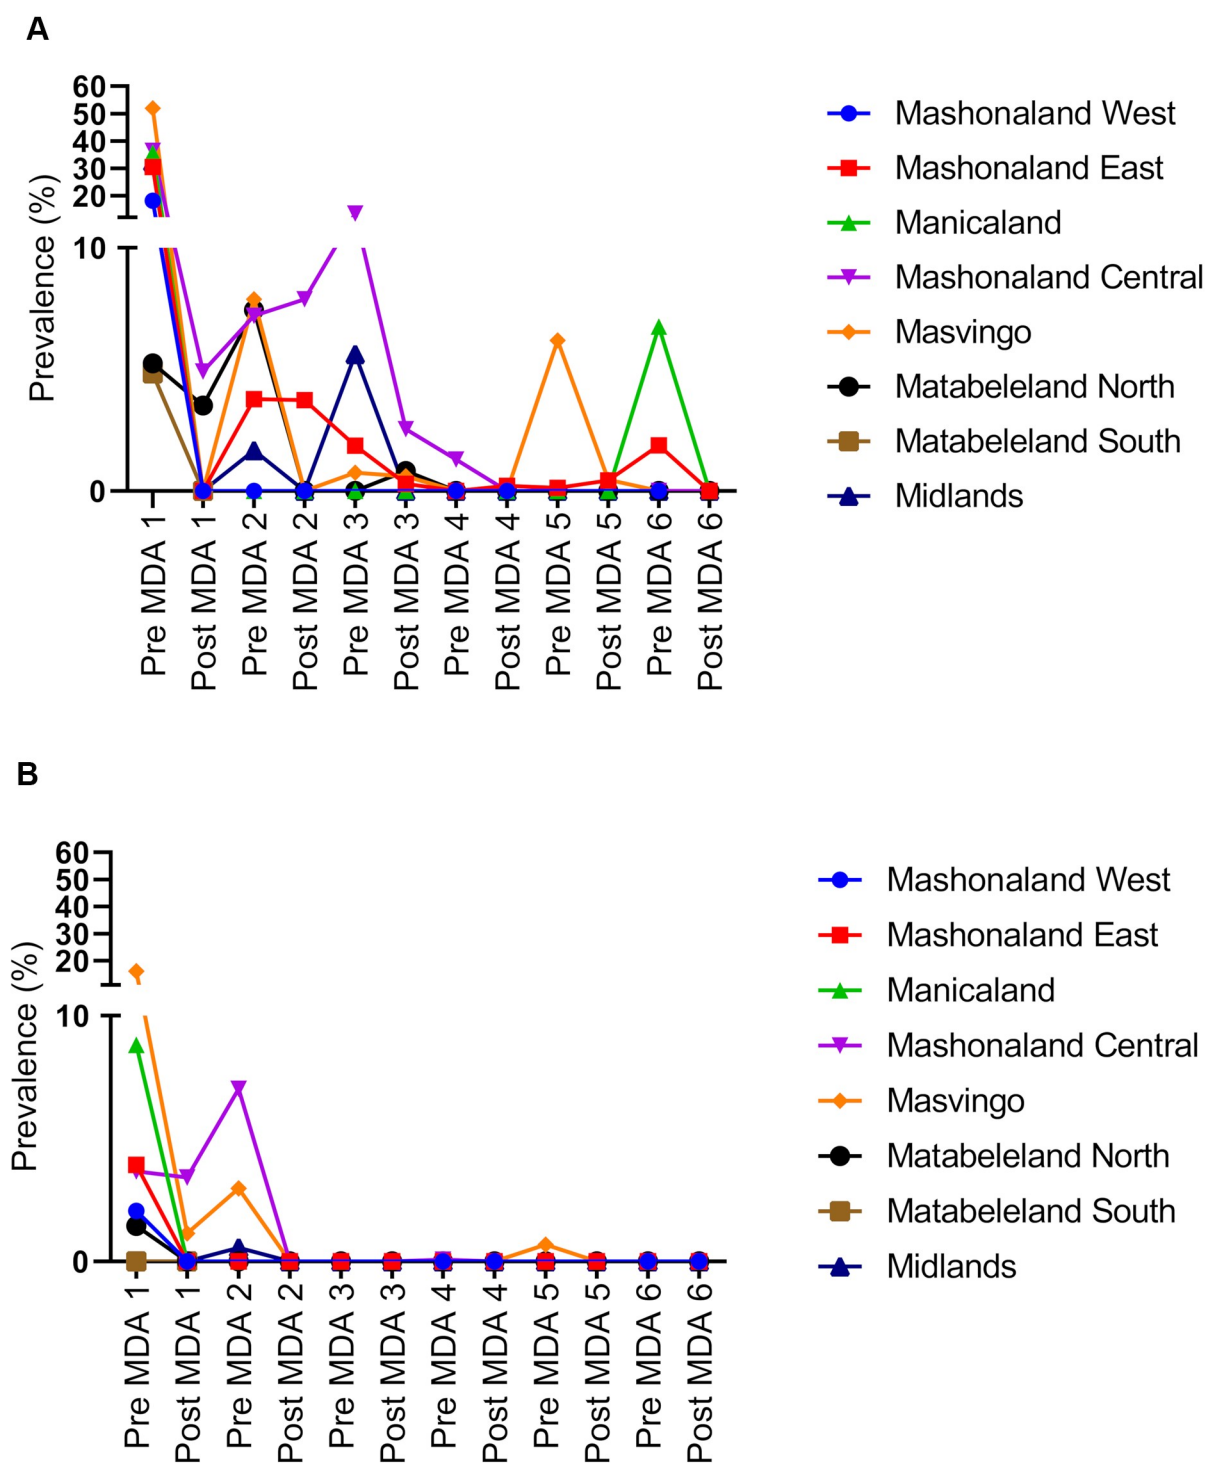 A
Prevalence (%)
60
50
40
30
20
10
0
Pre MDA 1
Post MDA 1
Pre MDA 2
Post MDA 2
Pre MDA 3
Post MDA 3
Pre MDA 4
Post MDA 4
Pre MDA 5
Post MDA 5
Pre MDA 6
Post MDA 6
Mashonaland West
Mashonaland East
Manicaland
Mashonaland Central
Masvingo
Matabeleland North
Matabeleland South
Midlands
B
Prevalence (%)
60
50
40
30
20
10
0
Pre MDA 1
Post MDA 1
Pre MDA 2
Post MDA 2
Pre MDA 3
Post MDA 3
Pre MDA 4
Post MDA 4
Pre MDA 5
Post MDA 5
Pre MDA 6
Post MDA 6
Mashonaland West
Mashonaland East
Manicaland
Mashonaland Central
Masvingo
Matabeleland North
Matabeleland South
Midlands